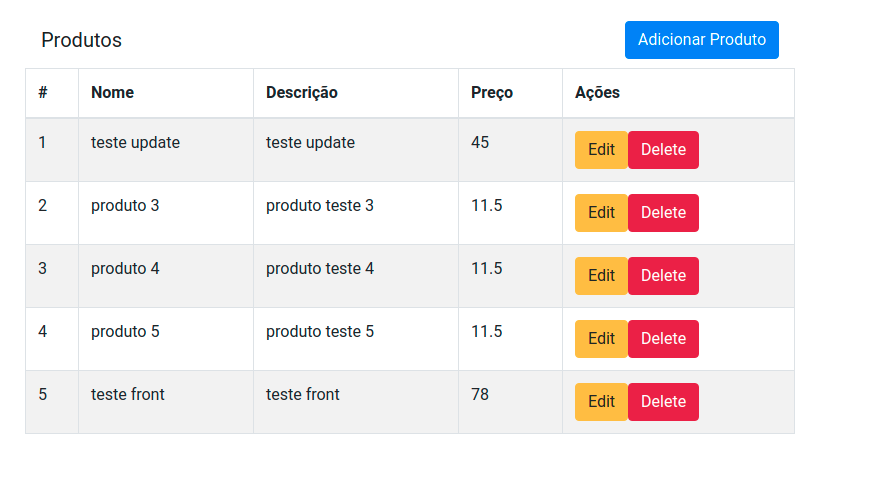 Produtos Adicionar Produto
# Nome Descrição Preço Ações
1 teste update teste update 45 Edit Delete
2 produto 3 produto teste 3 11.5 Edit Delete
3 produto 4 produto teste 4 11.5 Edit Delete
4 produto 5 produto teste 5 11.5 Edit Delete
5 teste front teste front 78 Edit Delete